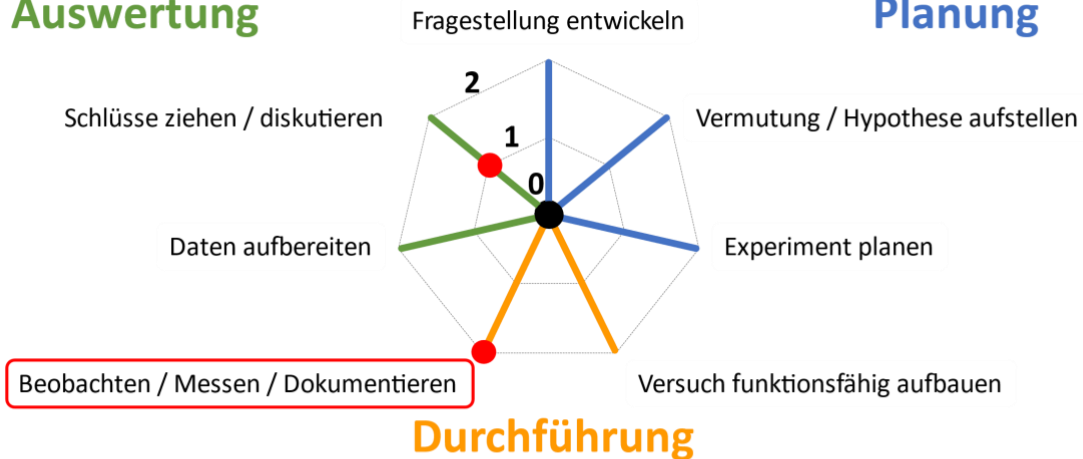 Auswertung
Planung
Fragestellung entwickeln
2
Schlüsse ziehen / diskutieren
Vermutung / Hypothese aufstellen
1
0
Daten aufbereiten
Experiment planen
Beobachten / Messen / Dokumentieren
Versuch funktionsfähig aufbauen
Durchführung